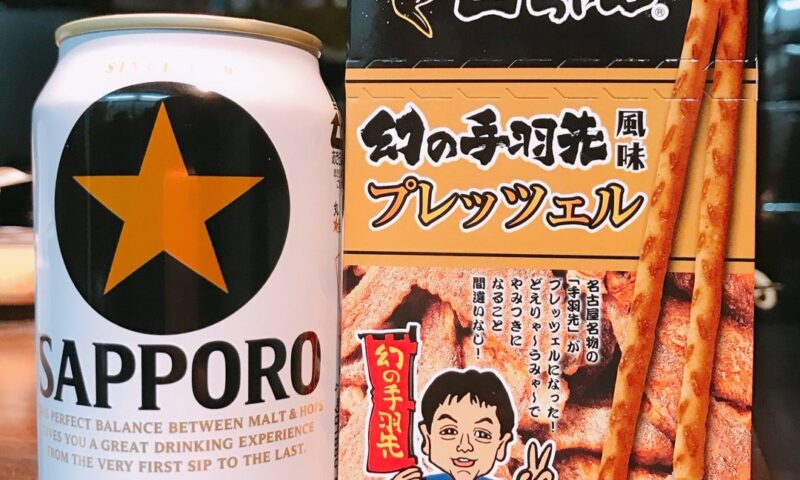 SINCE
SAPPORO
PERFECT BALANCE BETWEEN MALT & HOPS
GIVES YOU A GREAT DRINKING EXPERIENCE
FROM THE VERY FIRST SIP TO THE LAST.
®
幻の手羽先
風味
プレッツェル
名古屋名物の
「手羽先」が
プレッツェルになった!
どえりゃ〜うみゃ〜で
やみつきに
なること
間違いなし!
幻の手羽先